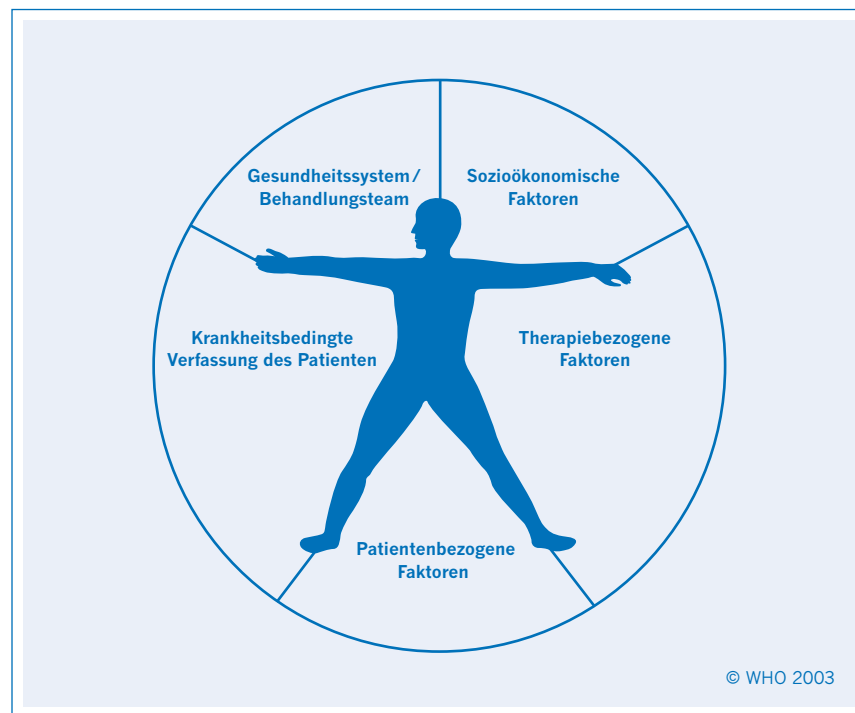 Gesundheitssystem/
Behandlungsteam
Sozioökonomische
Faktoren
Krankheitsbedingte
Verfassung des Patienten
Therapiebezogene
Faktoren
Patientenbezogene
Faktoren
© WHO 2003